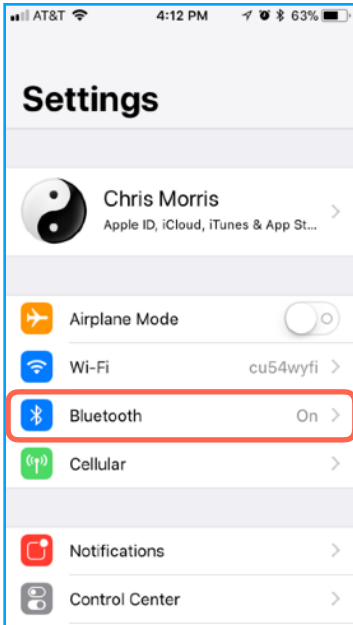 AT&T 4:12 PM 63%
Settings
Chris Morris
Apple ID, iCloud, iTunes & App St...
Airplane Mode
Wi-Fi cu54wyfi
Bluetooth On
Cellular
Notifications
Control Center